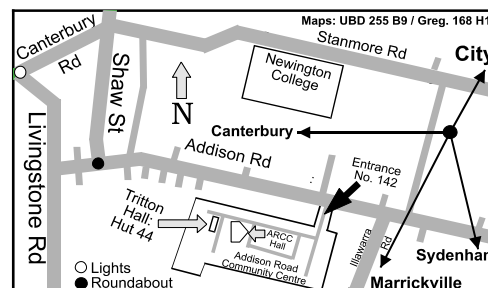 Maps: UBD 255 B9 / Greg. 168 H1
Canterbury
Rd
Stanmore Rd
City
Shaw St
Newington
College
N
Canterbury
Livingstone Rd
Addison Rd
Entrance
No. 142
Tritton
Hall:
Hut 44
ARCC
Hall
Illawarra
Rd
Addison Road
Community Centre
Sydenham
Lights
Roundabout
Marrickville